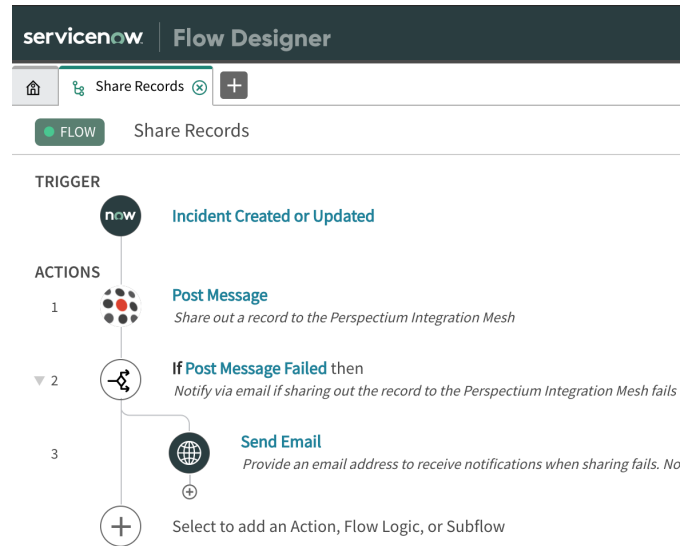 servicenow Flow Designer
Share Records
FLOW Share Records
TRIGGER
now Incident Created or Updated
ACTIONS
1 Post Message
Share out a record to the Perspectium Integration Mesh
2 If Post Message Failed then
Notify via email if sharing out the record to the Perspectium Integration Mesh fails
3 Send Email
Provide an email address to receive notifications when sharing fails. No
Select to add an Action, Flow Logic, or Subflow